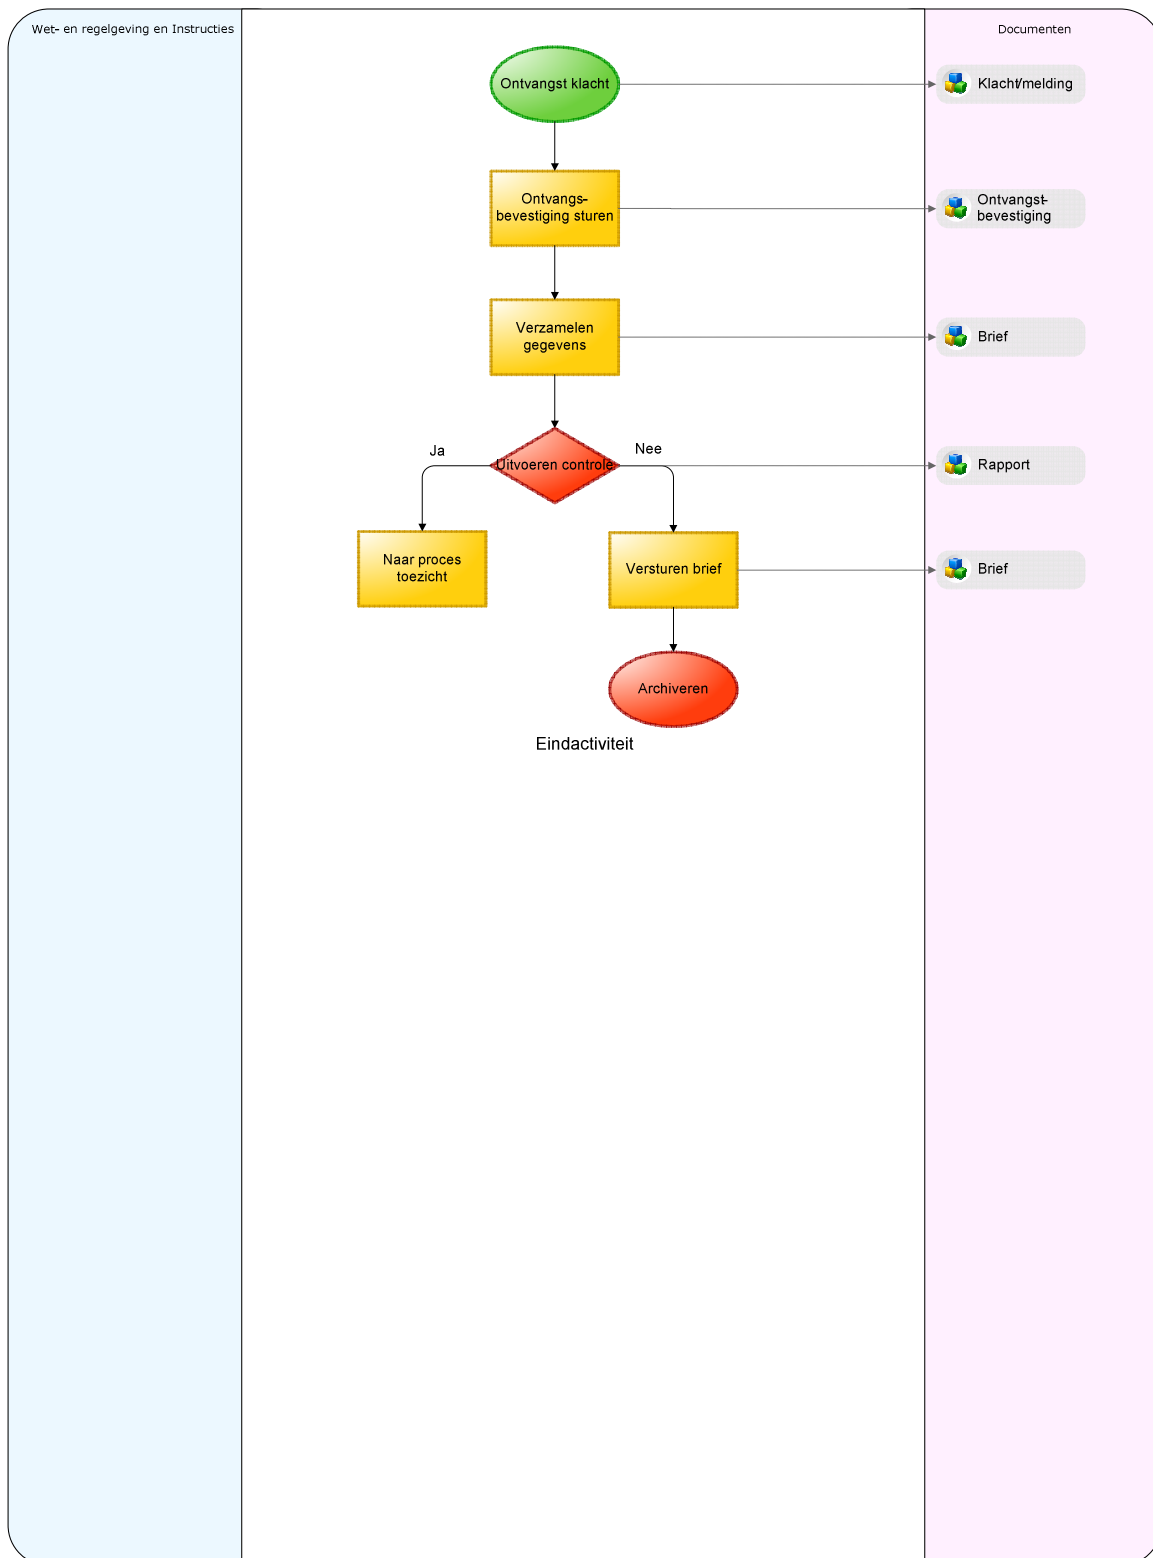 Wet- en regelgeving en Instructies
Documenten
Ontvangst klacht
Klacht/melding
Ontvangs-
bevestiging sturen
Ontvangst-
bevestiging
Verzamelen
gegevens
Brief
Ja
Nee
Uitvoeren controle
Rapport
Naar proces
toezicht
Versturen brief
Brief
Archiveren
Eindactiviteit